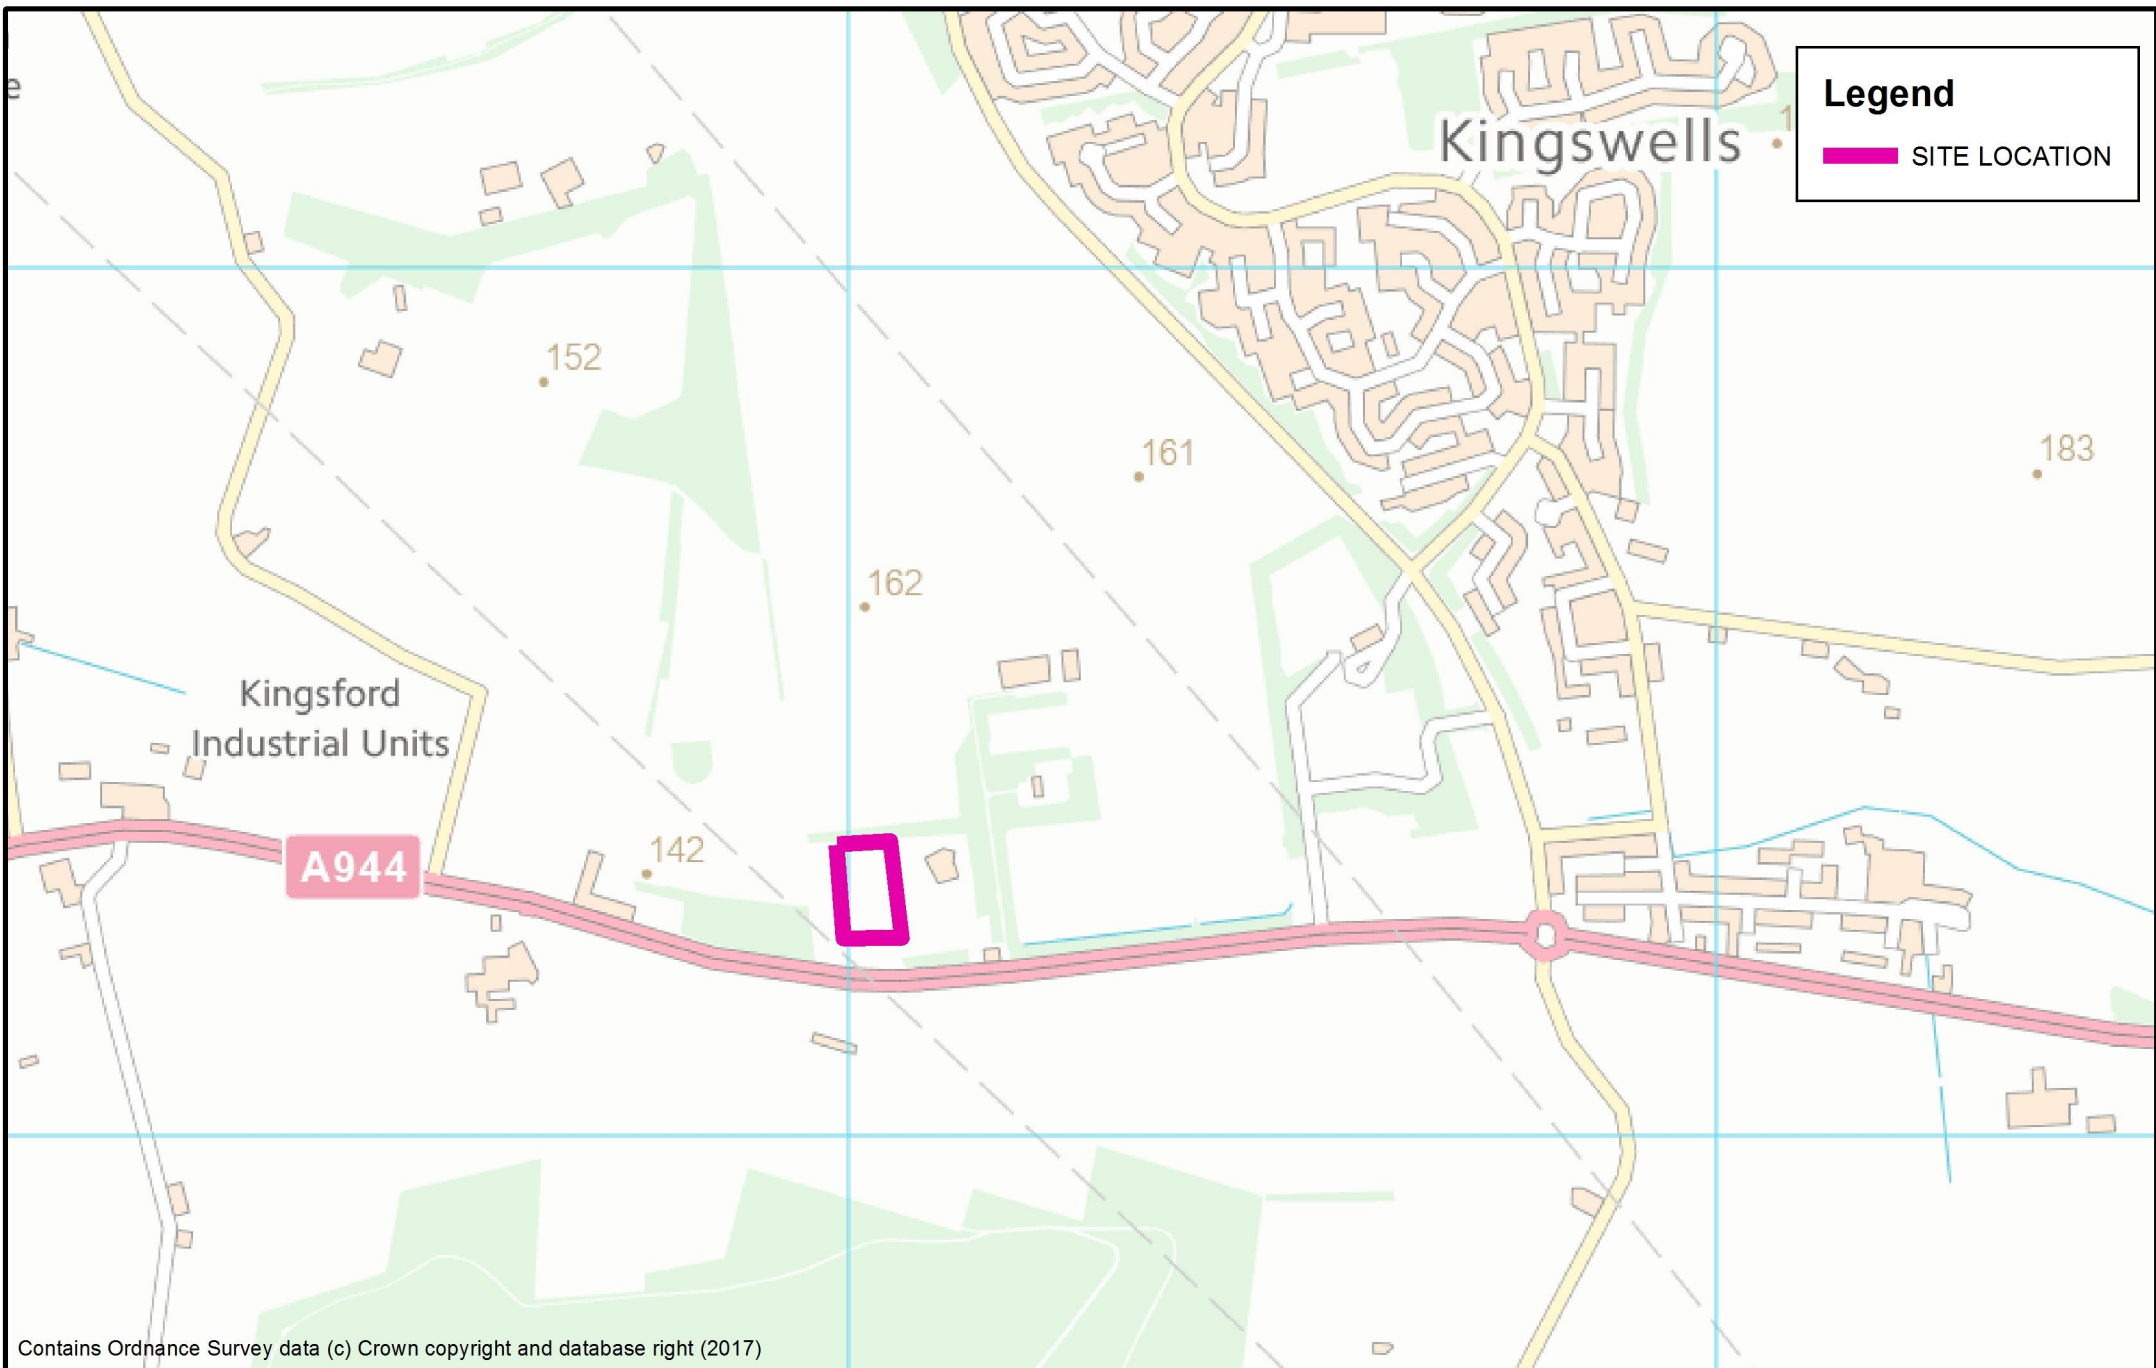 Legend
SITE LOCATION
e
Kingswells
1
152
161
183
162
Kingsford
Industrial Units
142
A944
Contains Ordnance Survey data (c) Crown copyright and database right (2017)